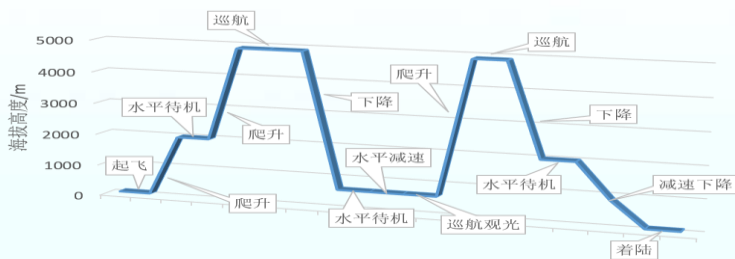 巡航
巡航
5000
4000
爬升
3000
水平待机
下降
下降
2000
爬升
水平减速
1000
起飞
水平待机
减速下降
0
爬升
水平待机
巡航观光
着陆
海拔高度/m